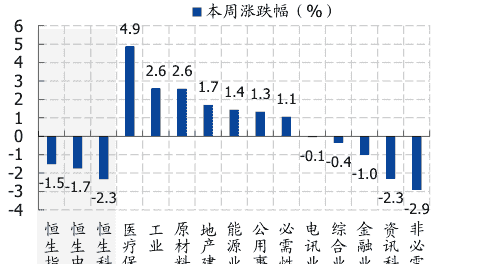 本周涨跌幅（%）
6
5
4
3
2
1
0
-1
-2
-3
-4
-1.5
-1.7
-2.3
4.9
2.6
2.6
1.7
1.4
1.3
1.1
-0.1
-0.4
-1.0
-2.3
-2.9
恒生指
恒生中
恒生科
医疗保
工业
原材料
地产建
能源业
公用事
必需性
电讯业
综合业
金融业
资讯科
非必需